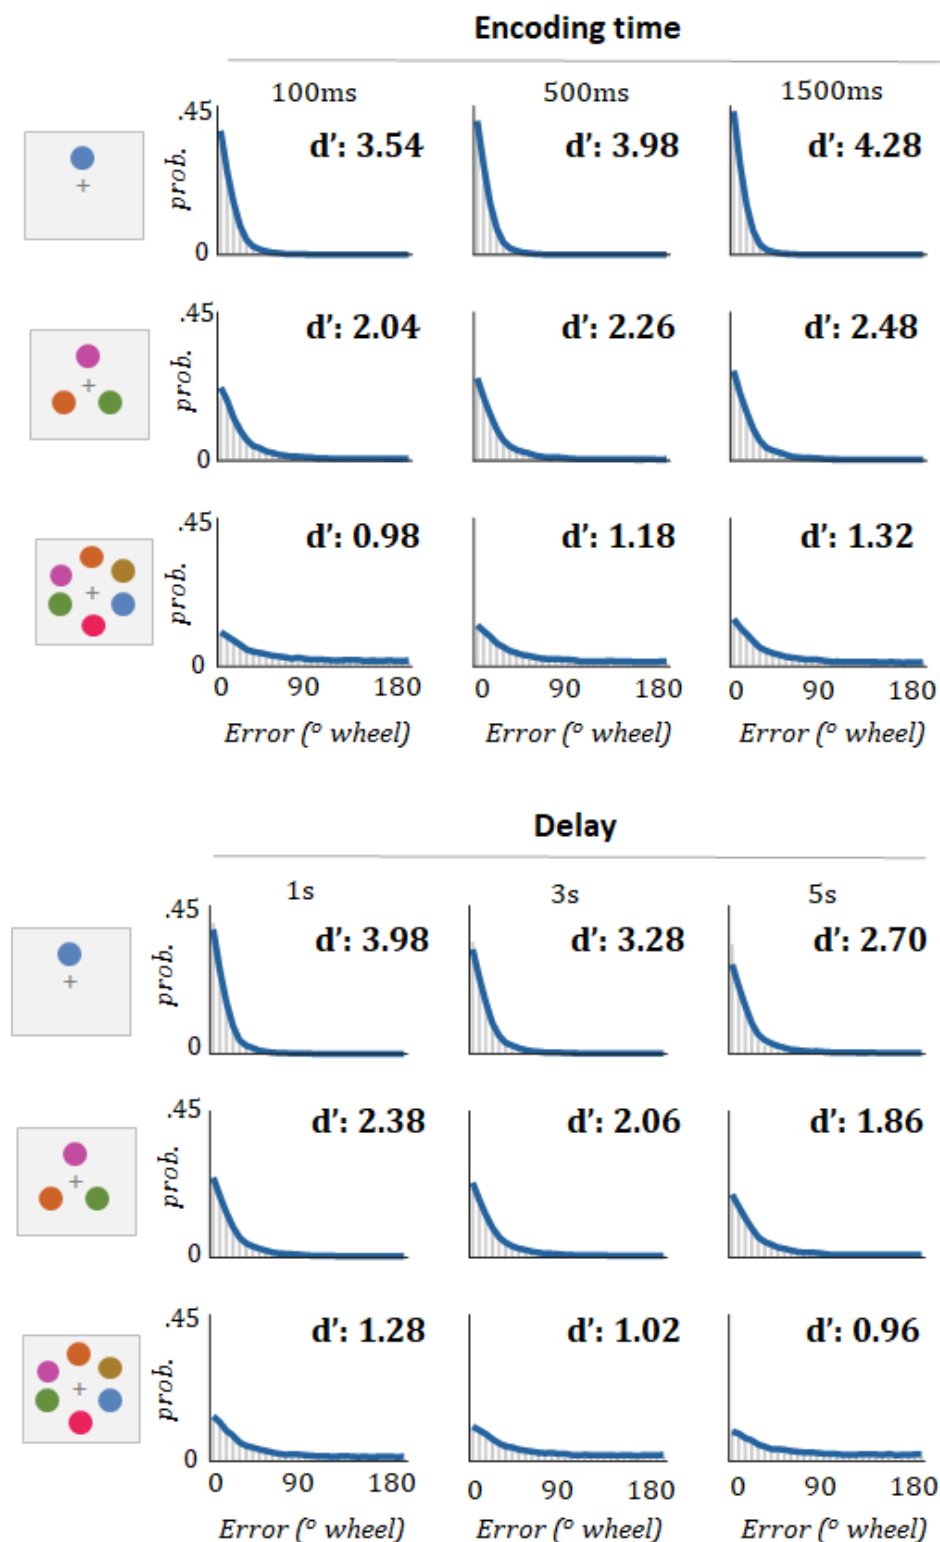 Encoding time
100ms 500ms 1500ms
.45 d′: 3.54 d′: 3.98 d′: 4.28
prob.
+
0
.45 d′: 2.04 d′: 2.26 d′: 2.48
prob.
+
0
.45 d′: 0.98 d′: 1.18 d′: 1.32
prob.
+
0
0 90 180 0 90 180 0 90 180
Error (° wheel) Error (° wheel) Error (° wheel)
Delay
1s 3s 5s
.45 d′: 3.98 d′: 3.28 d′: 2.70
prob.
+
0
.45 d′: 2.38 d′: 2.06 d′: 1.86
prob.
+
0
.45 d′: 1.28 d′: 1.02 d′: 0.96
prob.
+
0
0 90 180 0 90 180 0 90 180
Error (° wheel) Error (° wheel) Error (° wheel)